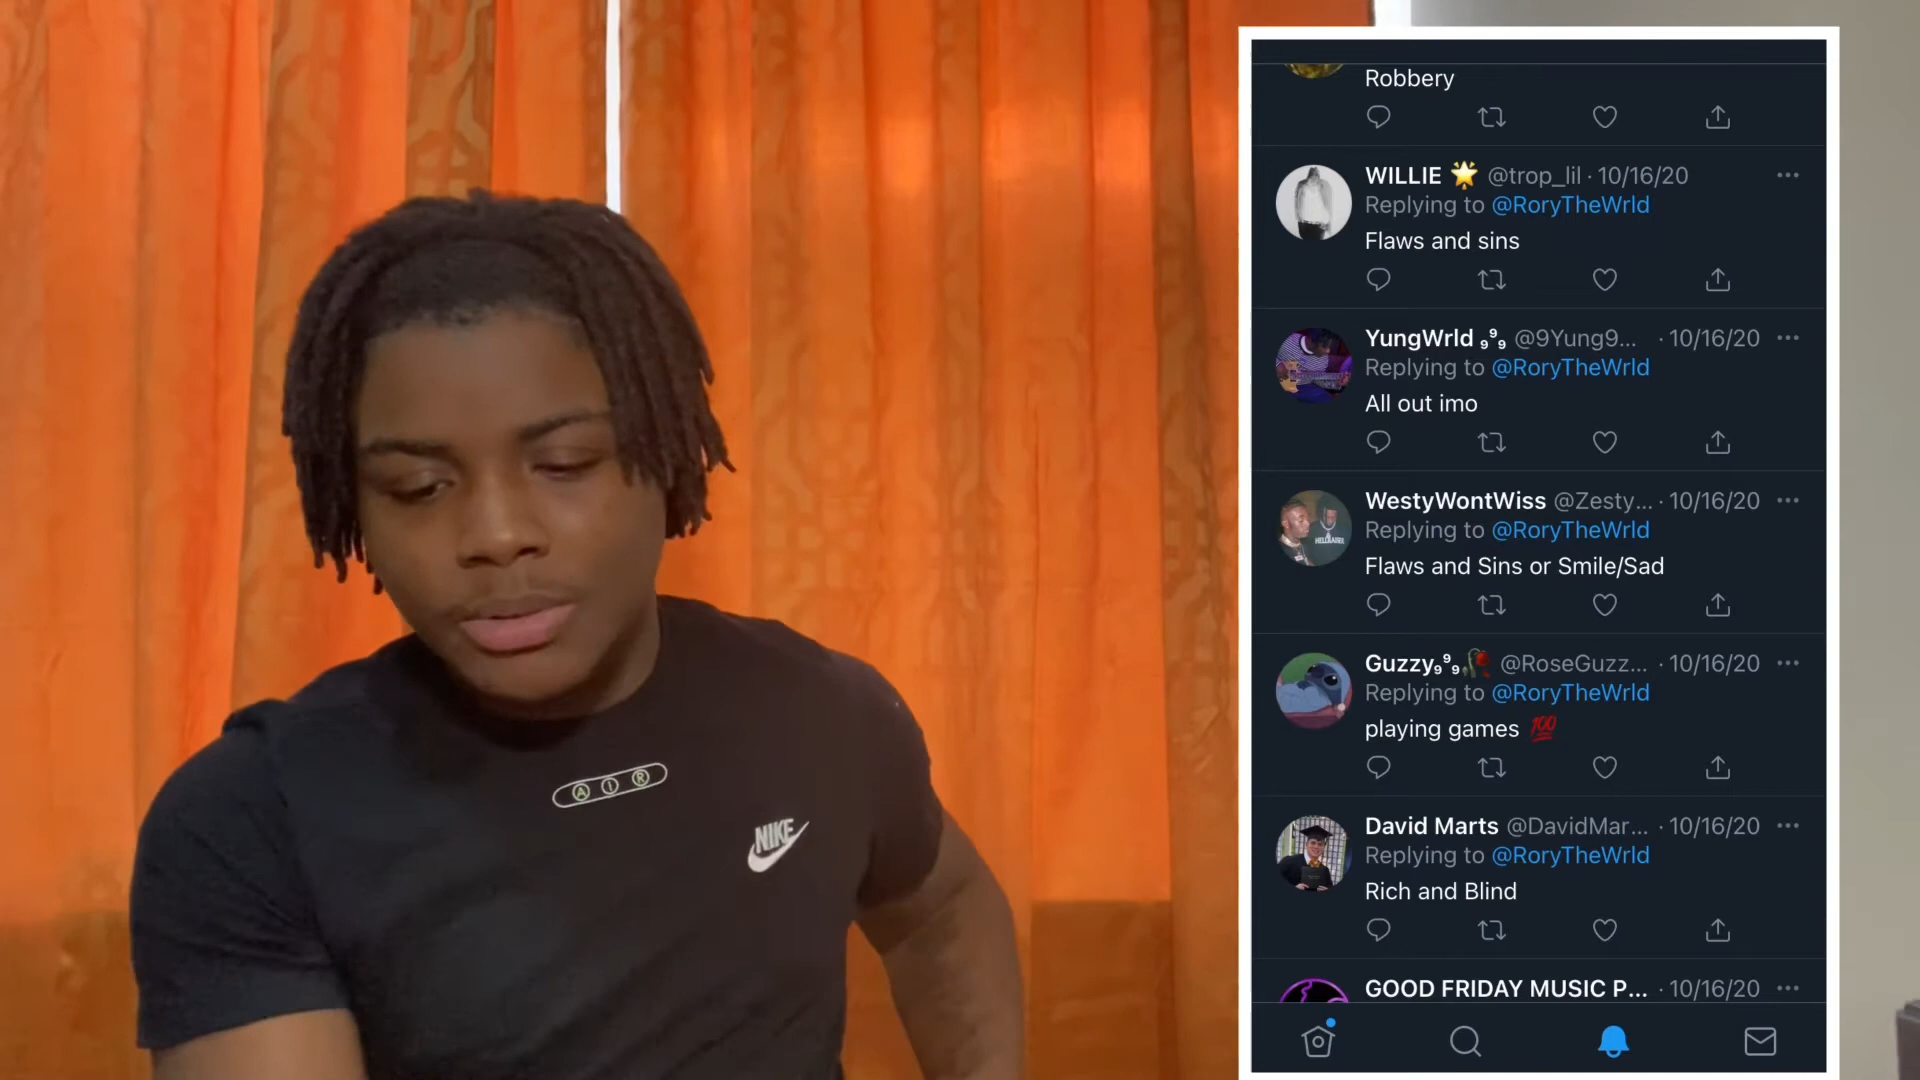 Robbery
WILLIE 🌟 @trop_lil · 10/16/20
Replying to @RoryTheWrld
Flaws and sins
YungWrld ₉⁹₉ @9Yung9... · 10/16/20
Replying to @RoryTheWrld
All out imo
WestyWontWiss @Zesty... · 10/16/20
Replying to @RoryTheWrld
Flaws and Sins or Smile/Sad
Guzzy₉⁹₉🥀 @RoseGuzz... · 10/16/20
Replying to @RoryTheWrld
playing games 💯
David Marts @DavidMar... · 10/16/20
Replying to @RoryTheWrld
Rich and Blind
GOOD FRIDAY MUSIC P... · 10/16/20
AIR
NIKE